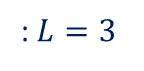 : L = 3